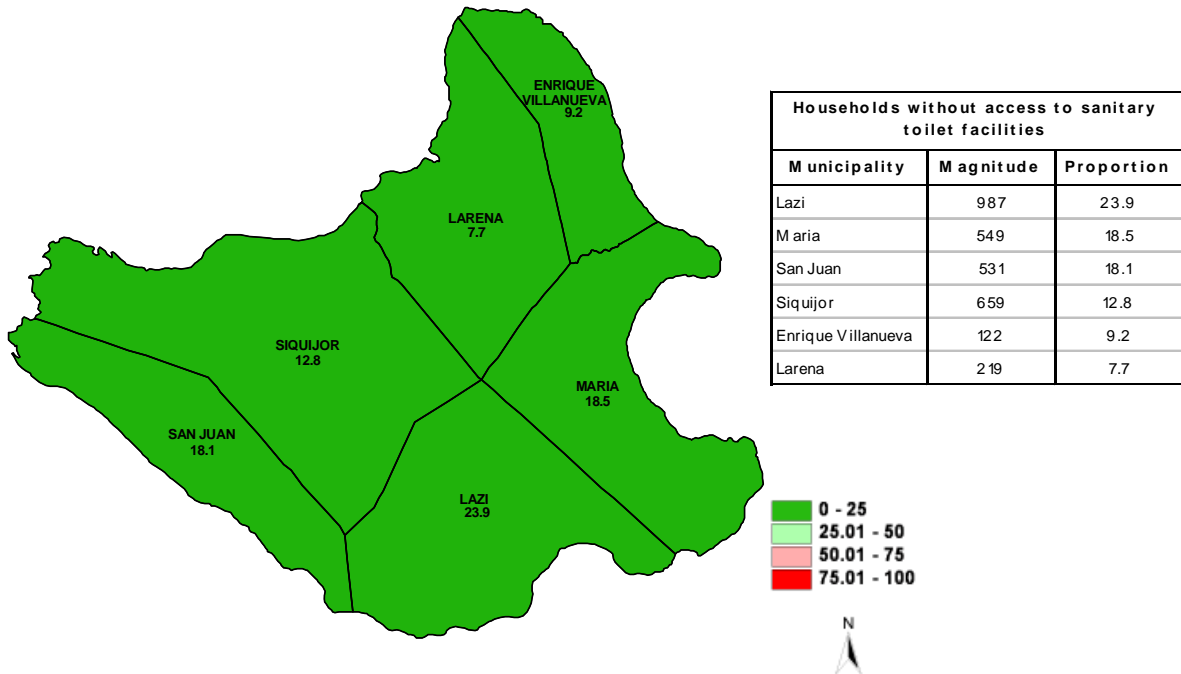 ENRIQUE
VILLANUEVA
9.2
LARENA
7.7
SIQUIJOR
12.8
MARIA
18.5
SAN JUAN
18.1
LAZI
23.9
Households without access to sanitary
toilet facilities
Municipality Magnitude Proportion
Lazi 987 23.9
Maria 549 18.5
San Juan 531 18.1
Siquijor 659 12.8
Enrique Villanueva 122 9.2
Larena 219 7.7
0 - 25
25.01 - 50
50.01 - 75
75.01 - 100
N